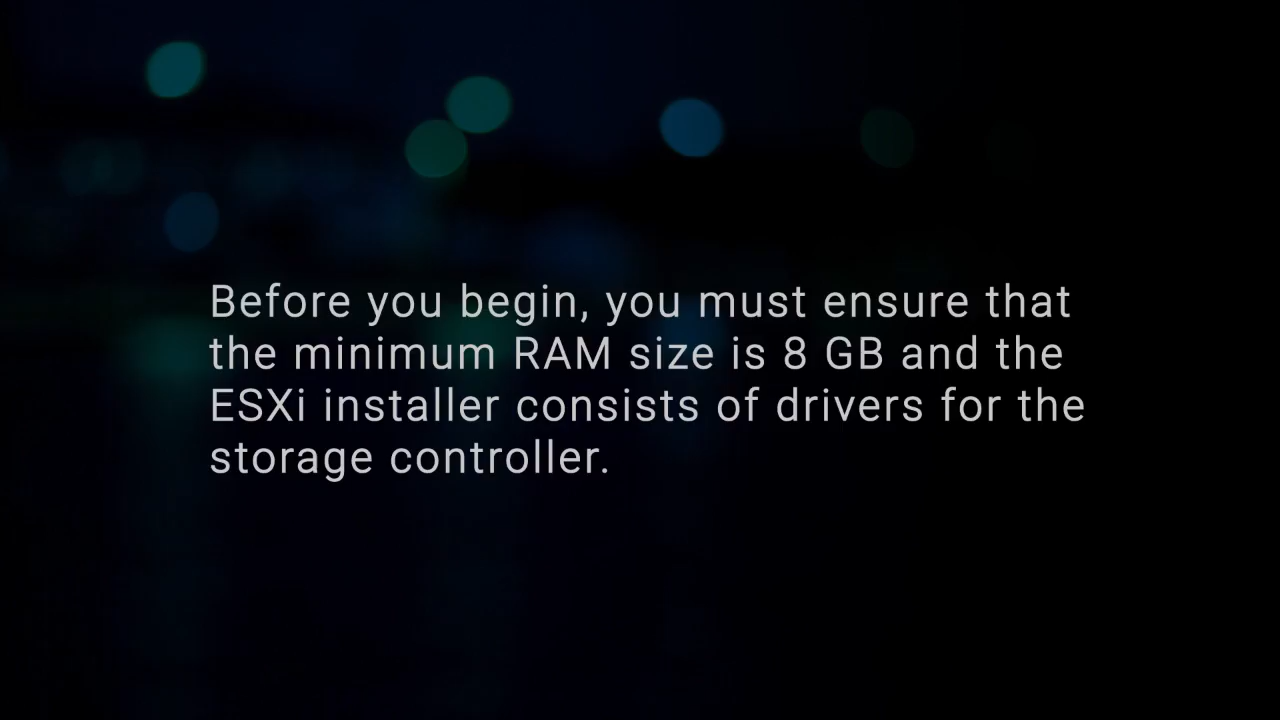 Before you begin, you must ensure that
the minimum RAM size is 8 GB and the
ESXi installer consists of drivers for the
storage controller.